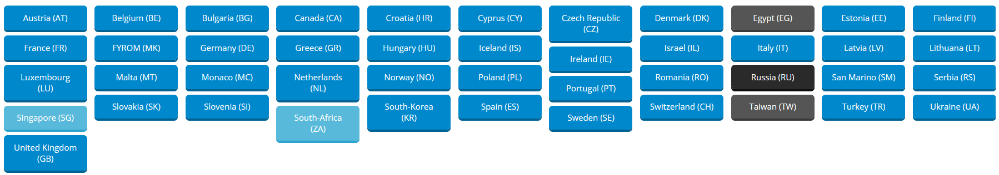 Austria (AT)
Belgium (BE)
Bulgaria (BG)
Canada (CA)
Croatia (HR)
Cyprus (CY)
Czech Republic
(CZ)
Denmark (DK)
Egypt (EG)
Estonia (EE)
Finland (FI)
France (FR)
FYROM (MK)
Germany (DE)
Greece (GR)
Hungary (HU)
Iceland (IS)
Ireland (IE)
Israel (IL)
Italy (IT)
Latvia (LV)
Lithuana (LT)
Luxembourg
(LU)
Malta (MT)
Monaco (MC)
Netherlands
(NL)
Norway (NO)
Poland (PL)
Portugal (PT)
Romania (RO)
Russia (RU)
San Marino (SM)
Serbia (RS)
Singapore (SG)
Slovakia (SK)
Slovenia (SI)
South-Africa
(ZA)
South-Korea
(KR)
Spain (ES)
Sweden (SE)
Switzerland (CH)
Taiwan (TW)
Turkey (TR)
Ukraine (UA)
United Kingdom
(GB)